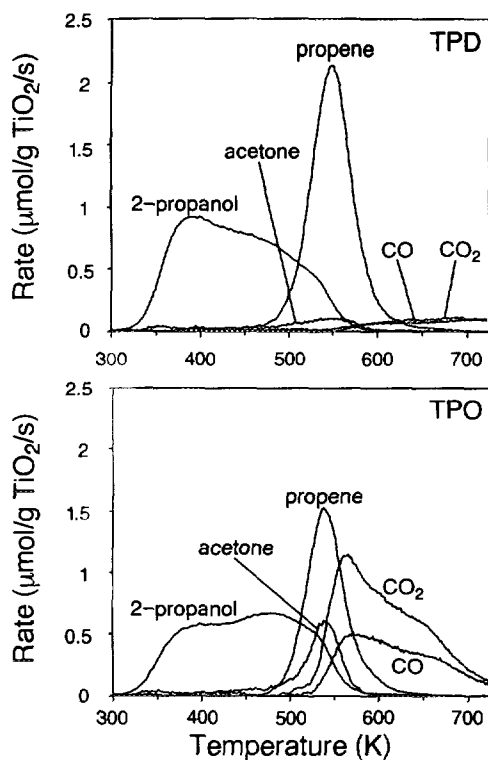 TPD
2.5
propene
2
acetone
1.5
2-propanol
1
CO
CO₂
0.5
0
300
400
500
600
700
Rate (μmol/g TiO₂/s)
TPO
2.5
2
propene
1.5
acetone
CO₂
1
2-propanol
0.5
CO
0
300
400
500
600
700
Rate (μmol/g TiO₂/s)
Temperature (K)